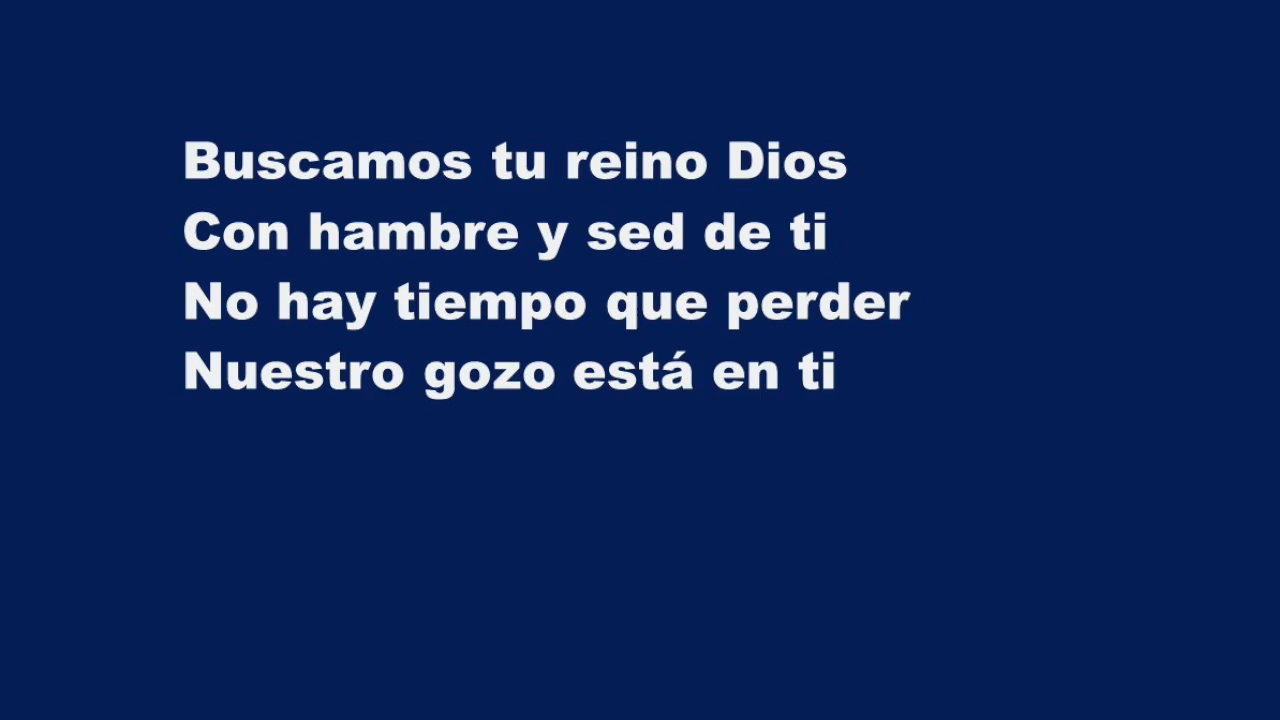 Buscamos tu reino Dios
Con hambre y sed de ti
No hay tiempo que perder
Nuestro gozo está en ti